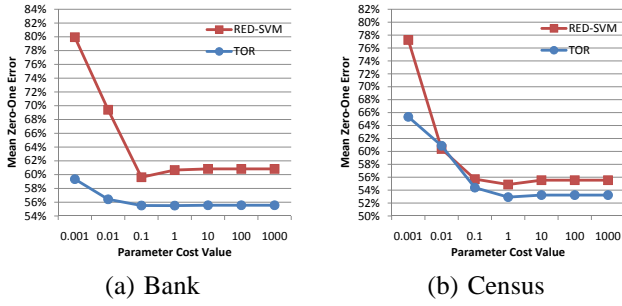 84%
82%
80%
78%
76%
74%
72%
70%
68%
66%
64%
62%
60%
58%
56%
54%
Mean Zero-One Error
RED-SVM
TOR
0.001 0.01 0.1 1 10 100 1000
Parameter Cost Value
(a) Bank
82%
80%
78%
76%
74%
72%
70%
68%
66%
64%
62%
60%
58%
56%
54%
52%
50%
Mean Zero-One Error
RED-SVM
TOR
0.001 0.01 0.1 1 10 100 1000
Parameter Cost Value
(b) Census